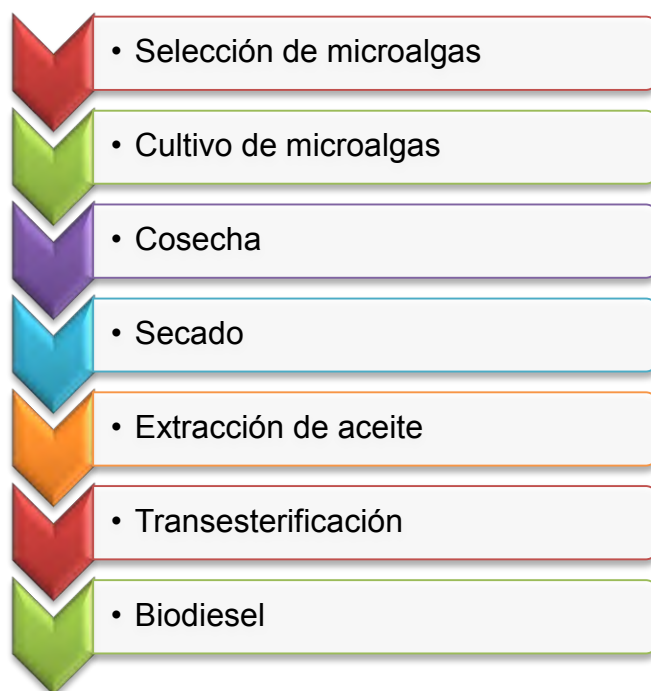 • Selección de microalgas
• Cultivo de microalgas
• Cosecha
• Secado
• Extracción de aceite
• Transesterificación
• Biodiesel